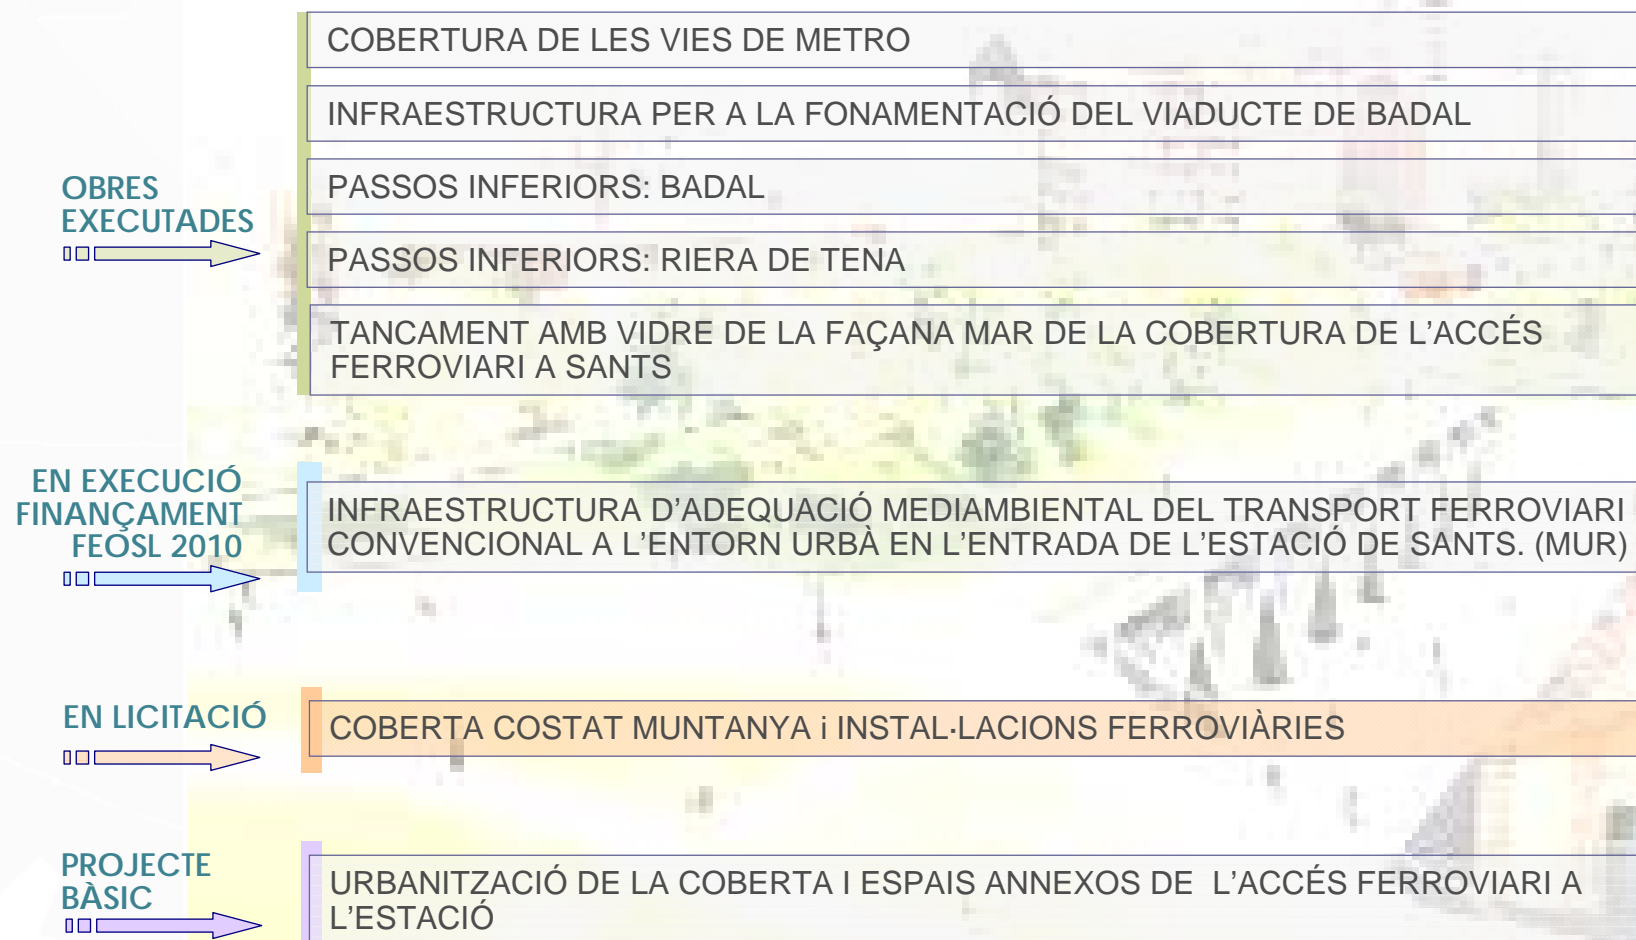 COBERTURA DE LES VIES DE METRO
INFRAESTRUCTURA PER A LA FONAMENTACIÓ DEL VIADUCTE DE BADAL
OBRES
EXECUTADES
PASSOS INFERIORS: BADAL
PASSOS INFERIORS: RIERA DE TENA
TANCAMENT AMB VIDRE DE LA FAÇANA MAR DE LA COBERTURA DE L'ACCÉS
FERROVIARI A SANTS
EN EXECUCIÓ
FINANÇAMENT
FEOSL 2010
INFRAESTRUCTURA D'ADEQUACIÓ MEDIAMBIENTAL DEL TRANSPORT FERROVIARI
CONVENCIONAL A L'ENTORN URBÀ EN L'ENTRADA DE L'ESTACIÓ DE SANTS. (MUR)
EN LICITACIÓ
COBERTA COSTAT MUNTANYA i INSTAL·LACIONS FERROVIÀRIES
PROJECTE
BÀSIC
URBANITZACIÓ DE LA COBERTA I ESPAIS ANNEXOS DE  L'ACCÉS FERROVIARI A
L'ESTACIÓ